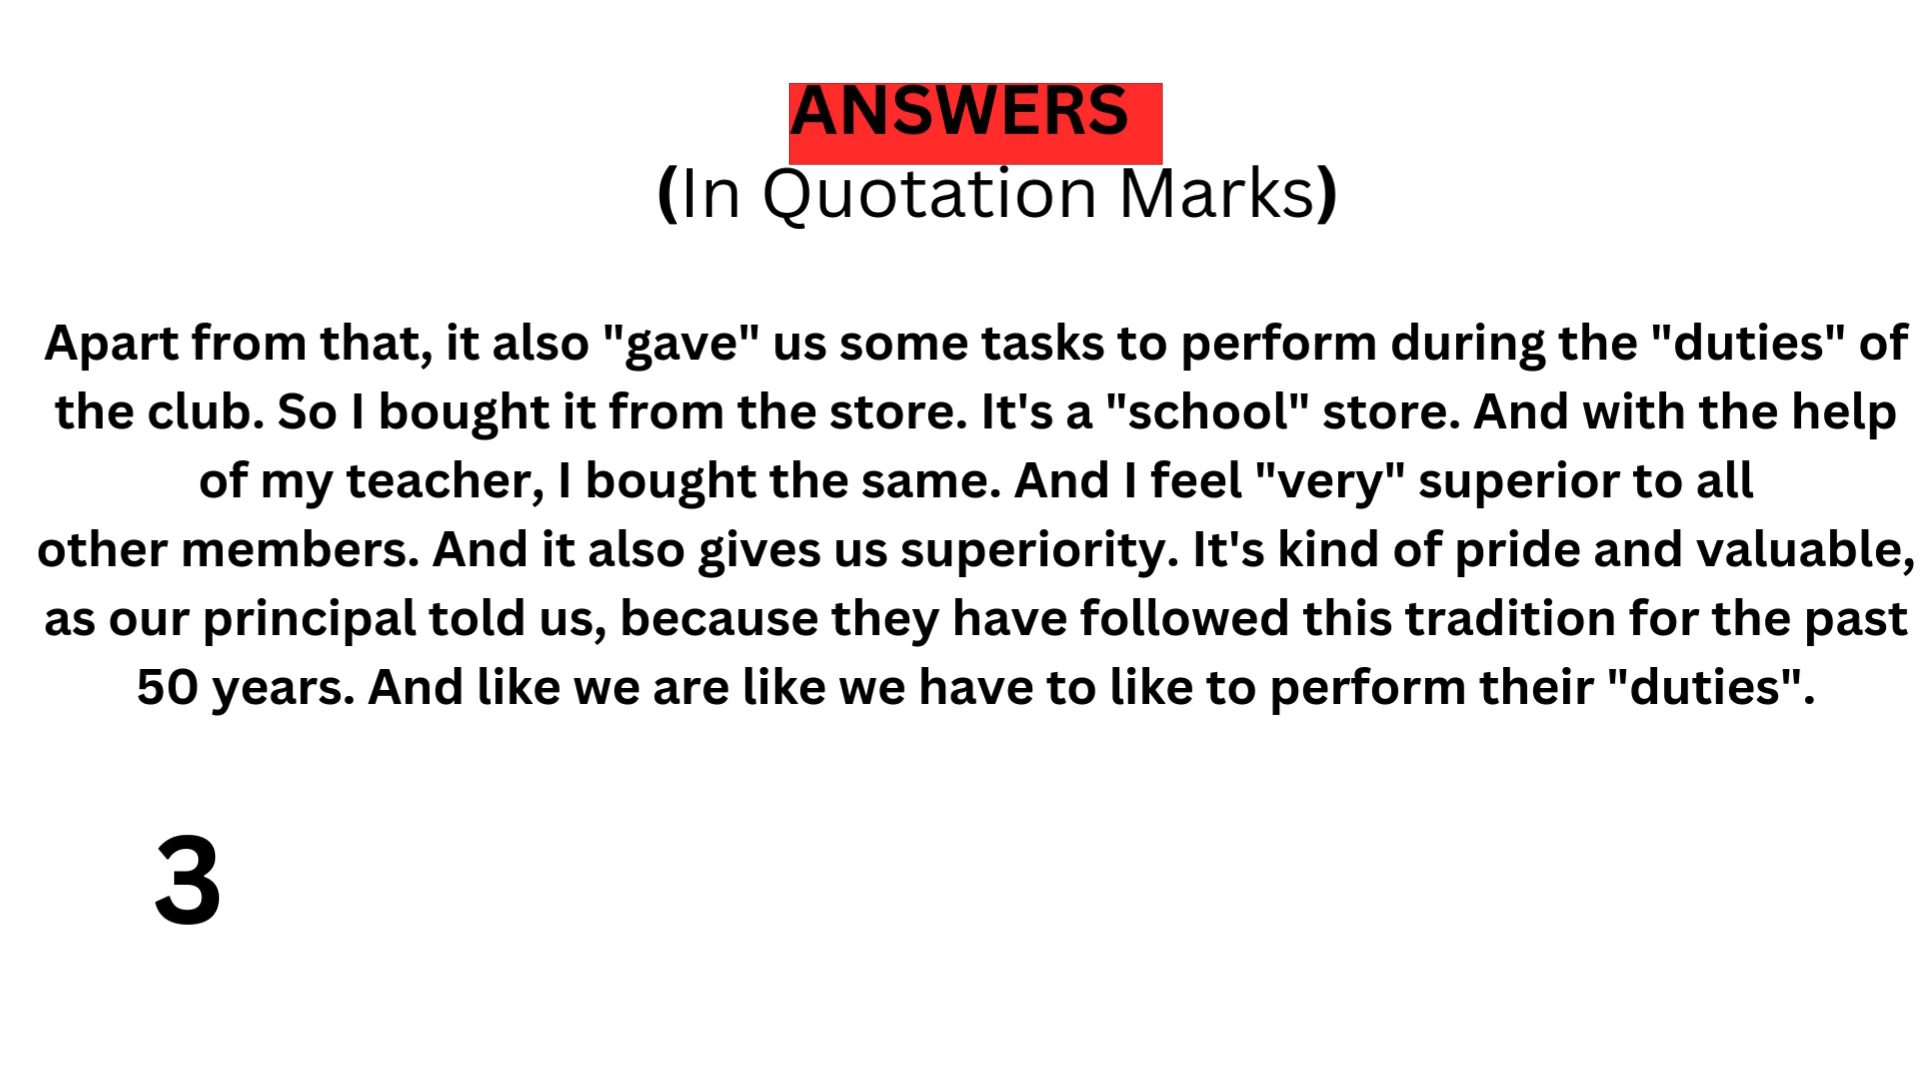 ANSWERS
(In Quotation Marks)
Apart from that, it also "gave" us some tasks to perform during the "duties" of
the club. So I bought it from the store. It's a "school" store. And with the help
of my teacher, I bought the same. And I feel "very" superior to all
other members. And it also gives us superiority. It's kind of pride and valuable,
as our principal told us, because they have followed this tradition for the past
50 years. And like we are like we have to like to perform their "duties".
3